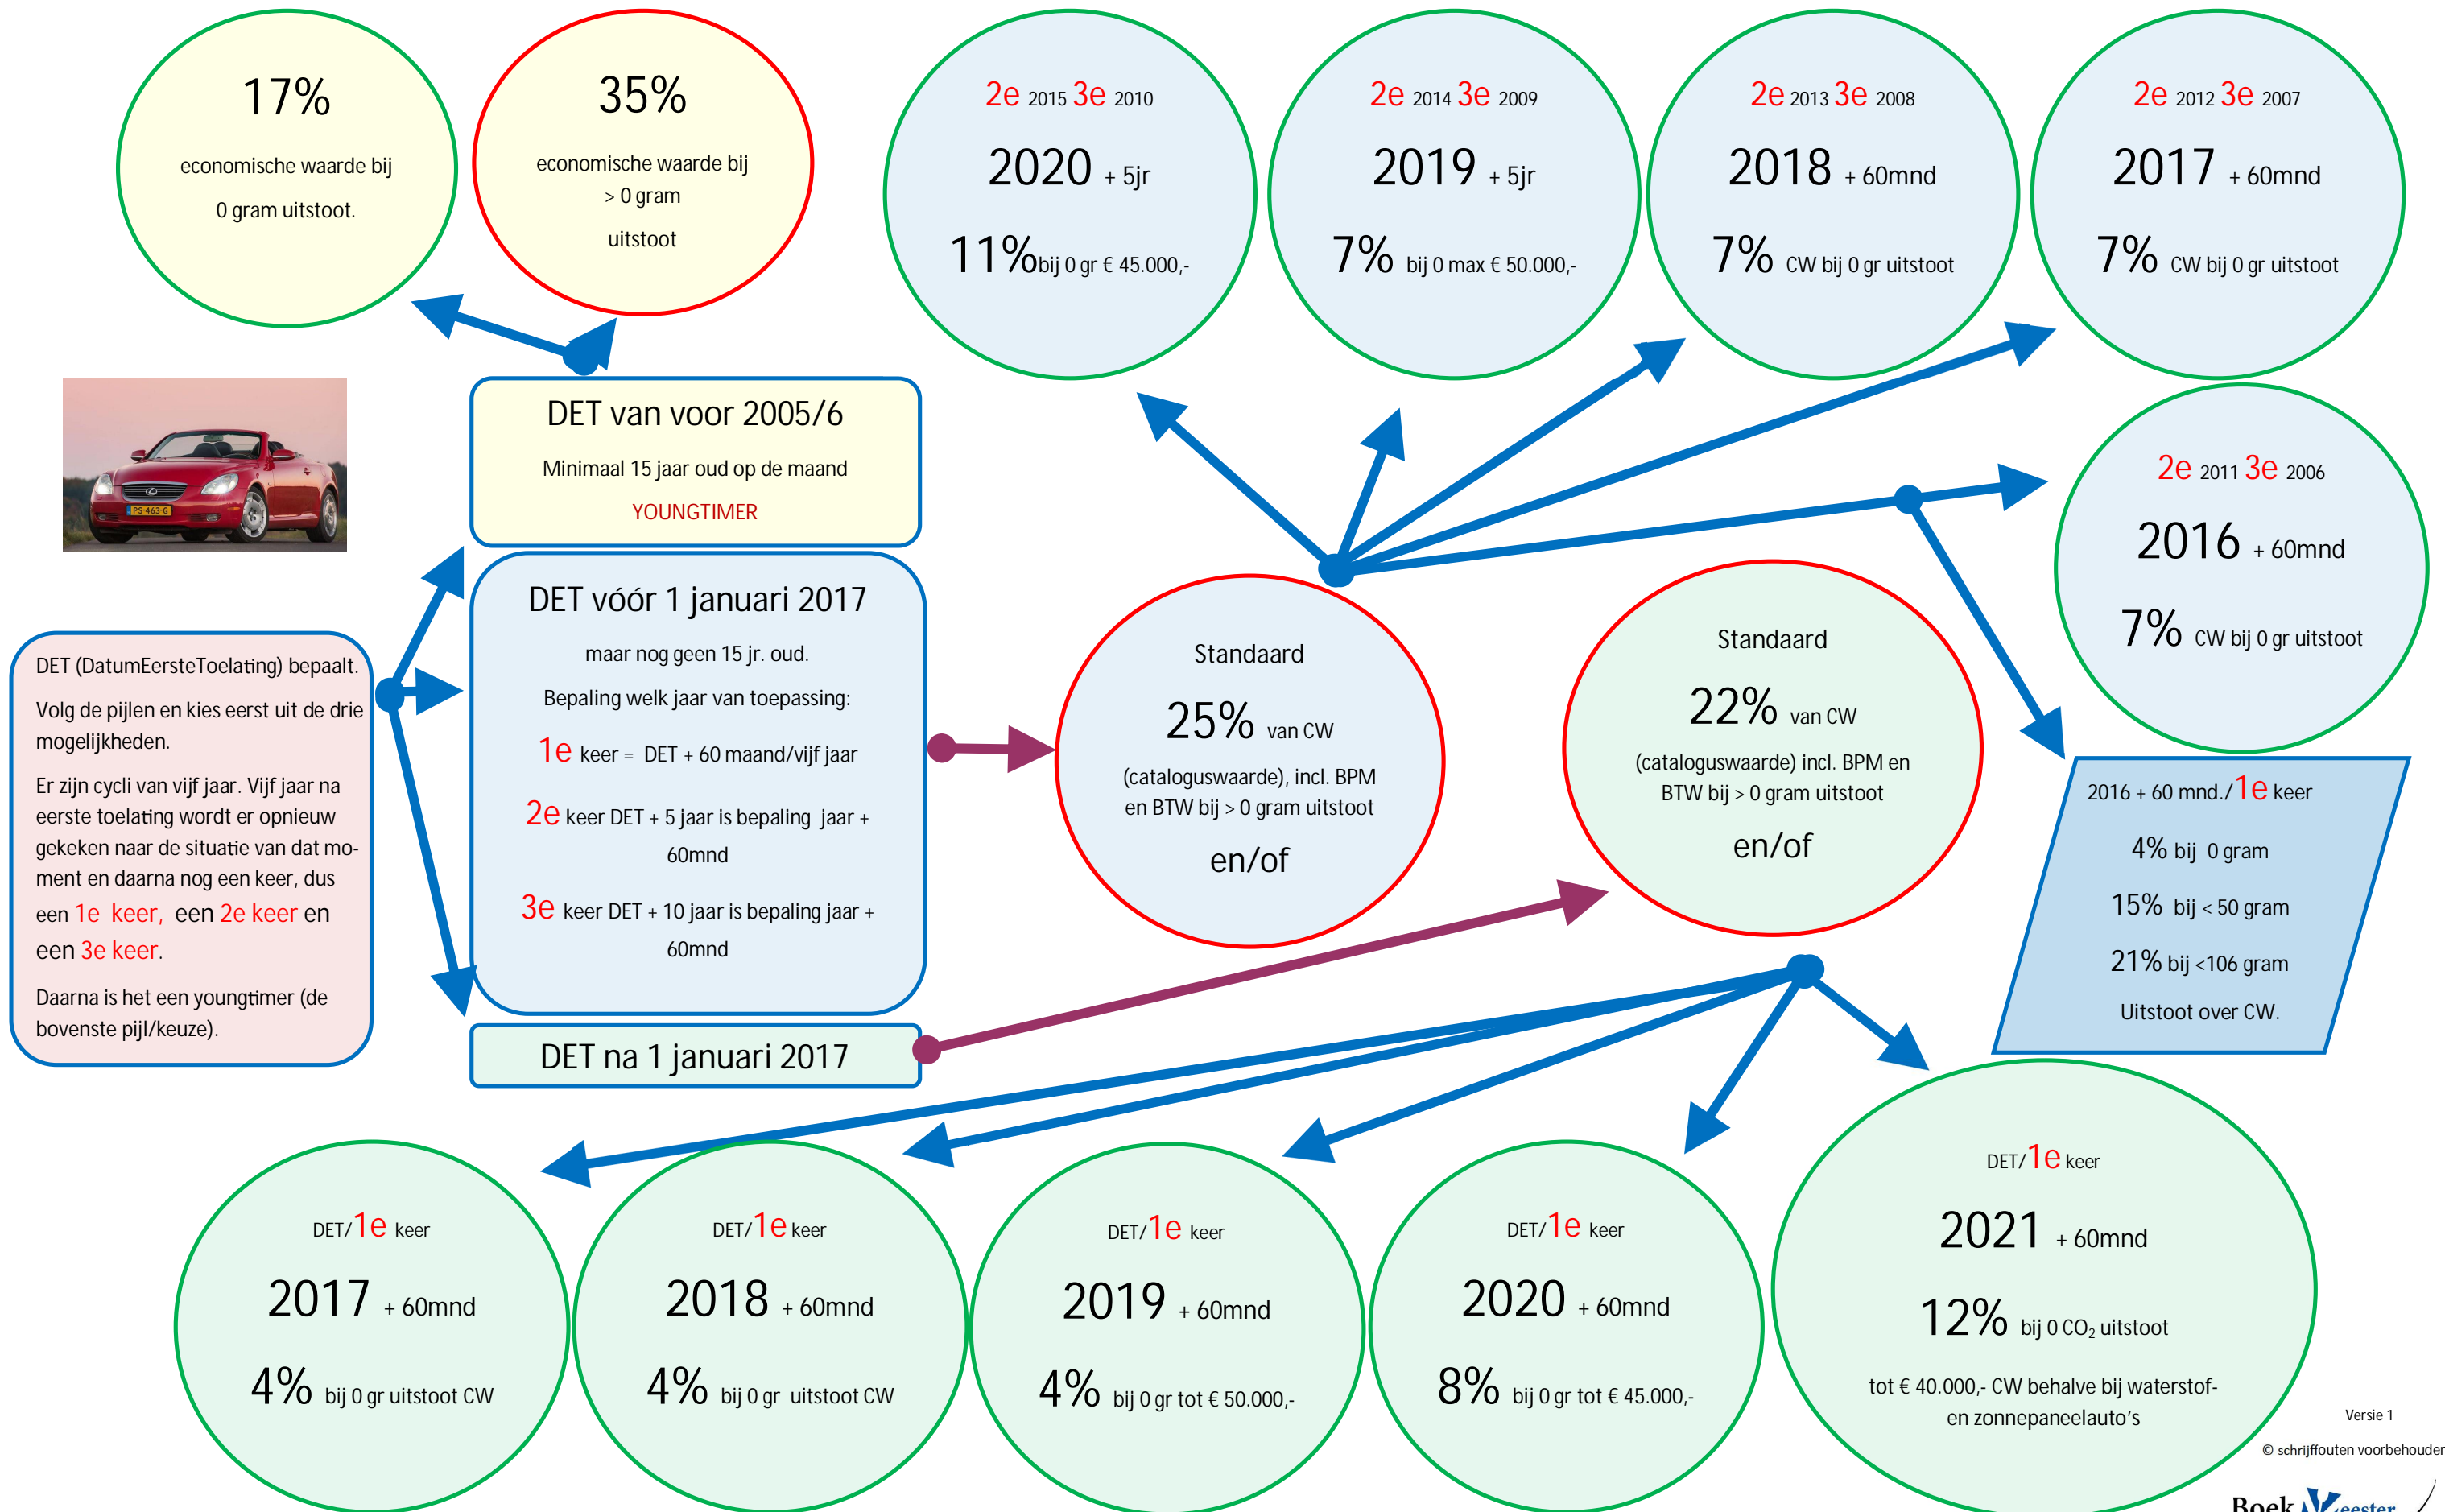 17%
economische waarde bij
0 gram uitstoot.
35%
economische waarde bij
> 0 gram
uitstoot
2e 2015 3e 2010
2020 + 5jr
11%bij 0 gr € 45.000,-
2e 2014 3e 2009
2019 + 5jr
7% bij 0 max € 50.000,-
2e 2013 3e 2008
2018 + 60mnd
7% CW bij 0 gr uitstoot
2e 2012 3e 2007
2017 + 60mnd
7% CW bij 0 gr uitstoot
2e 2011 3e 2006
2016 + 60mnd
7% CW bij 0 gr uitstoot
PS-463-G
DET van voor 2005/6
Minimaal 15 jaar oud op de maand
YOUNGTIMER
DET (DatumEersteToelating) bepaalt.
Volg de pijlen en kies eerst uit de drie
mogelijkheden.
Er zijn cycli van vijf jaar. Vijf jaar na
eerste toelating wordt er opnieuw
gekeken naar de situatie van dat mo-
ment en daarna nog een keer, dus
een 1e keer, een 2e keer en
een 3e keer.
Daarna is het een youngtimer (de
bovenste pijl/keuze).
DET vóór 1 januari 2017
maar nog geen 15 jr. oud.
Bepaling welk jaar van toepassing:
1e keer = DET + 60 maand/vijf jaar
2e keer DET + 5 jaar is bepaling jaar +
60mnd
3e keer DET + 10 jaar is bepaling jaar +
60mnd
DET na 1 januari 2017
Standaard
25% van CW
(cataloguswaarde), incl. BPM
en BTW bij > 0 gram uitstoot
en/of
Standaard
22% van CW
(cataloguswaarde) incl. BPM en
BTW bij > 0 gram uitstoot
en/of
2016 + 60 mnd./1e keer
4% bij 0 gram
15% bij < 50 gram
21% bij <106 gram
Uitstoot over CW.
DET/1e keer
2017 + 60mnd
4% bij 0 gr uitstoot CW
DET/1e keer
2018 + 60mnd
4% bij 0 gr uitstoot CW
DET/1e keer
2019 + 60mnd
4% bij 0 gr tot € 50.000,-
DET/1e keer
2020 + 60mnd
8% bij 0 gr tot € 45.000,-
DET/1e keer
2021 + 60mnd
12% bij 0 CO₂ uitstoot
tot € 40.000,- CW behalve bij waterstof-
en zonnepaneelauto's
Versie 1
© schrijffouten voorbehouden
Boek Meester